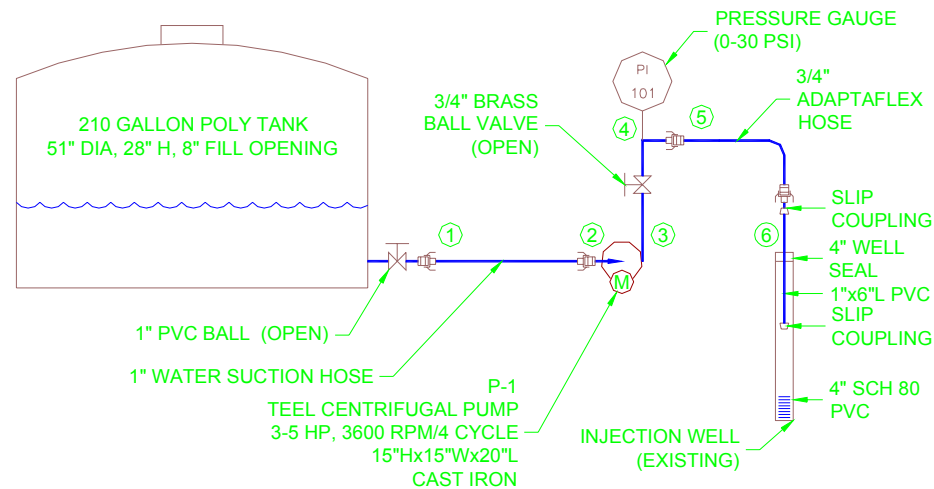 PRESSURE GAUGE
(0-30 PSI)
PI
101
3/4"
ADAPTAFLEX
HOSE
3/4" BRASS
BALL VALVE
(OPEN)
4
5
210 GALLON POLY TANK
51" DIA, 28" H, 8" FILL OPENING
SLIP
COUPLING
1
2
3
6
4" WELL
SEAL
M
1"x6"L PVC
SLIP
COUPLING
1" PVC BALL (OPEN)
1" WATER SUCTION HOSE
P-1
TEEL CENTRIFUGAL PUMP
3-5 HP, 3600 RPM/4 CYCLE
15"Hx15"Wx20"L
CAST IRON
4" SCH 80
PVC
INJECTION WELL
(EXISTING)